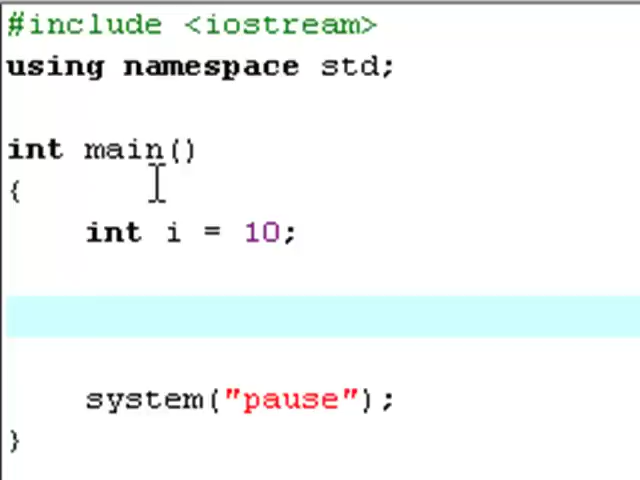 #include <iostream>
using namespace std;
int main()
{
int i = 10;
system("pause");
}